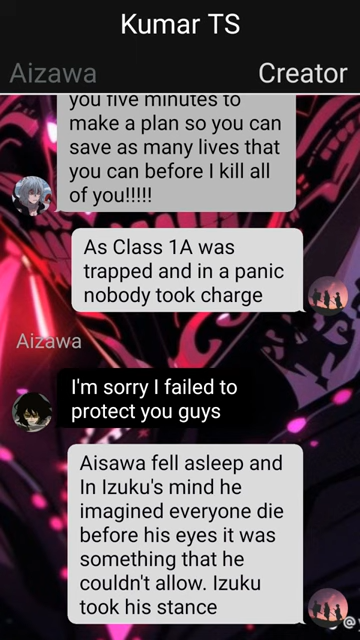 Kumar TS
Aizawa
Creator
you five minutes to
make a plan so you can
save as many lives that
you can before I kill all
of you!!!!!
As Class 1A was
trapped and in a panic
nobody took charge
Aizawa
I'm sorry I failed to
protect you guys
Aisawa fell asleep and
In Izuku's mind he
imagined everyone die
before his eyes it was
something that he
couldn't allow. Izuku
took his stance
@